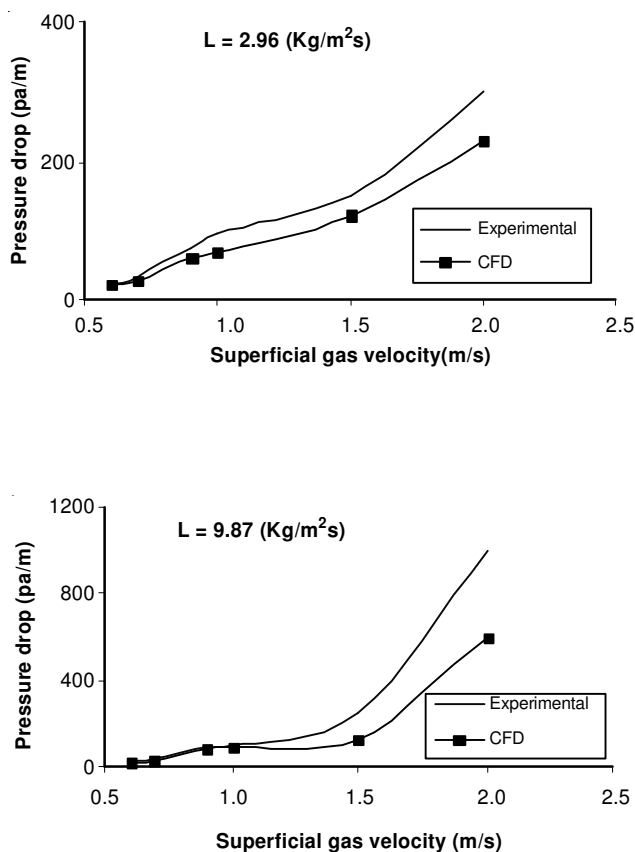 400
L = 2.96 (Kg/m²s)
Pressure drop (pa/m)
200
Experimental
CFD
0
0.5 1.0 1.5 2.0 2.5
Superficial gas velocity(m/s)
1200
L = 9.87 (Kg/m²s)
Pressure drop (pa/m)
800
400
Experimental
CFD
0
0.5 1.0 1.5 2.0 2.5
Superficial gas velocity (m/s)